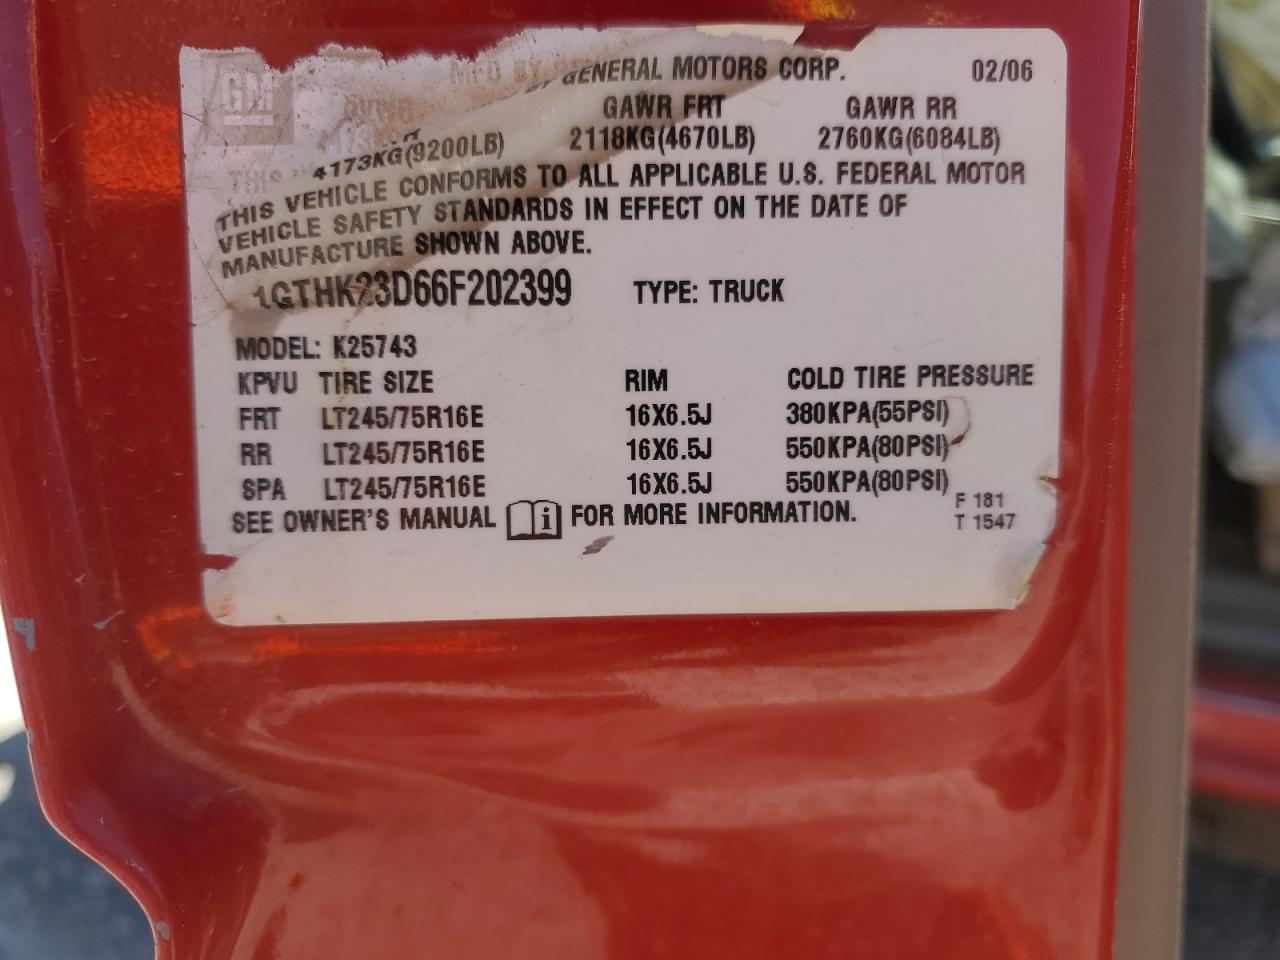 GM
MFD BY GENERAL MOTORS CORP. 02/06
GVWR GAWR FRT GAWR RR
4173KG(9200LB) 2118KG(4670LB) 2760KG(6084LB)
THIS VEHICLE CONFORMS TO ALL APPLICABLE U.S. FEDERAL MOTOR
VEHICLE SAFETY STANDARDS IN EFFECT ON THE DATE OF
MANUFACTURE SHOWN ABOVE.
1GTHK23D66F202399 TYPE: TRUCK
MODEL: K25743
KPVU TIRE SIZE RIM COLD TIRE PRESSURE
FRT LT245/75R16E 16X6.5J 380KPA(55PSI)
RR LT245/75R16E 16X6.5J 550KPA(80PSI)
SPA LT245/75R16E 16X6.5J 550KPA(80PSI)
SEE OWNER'S MANUAL i FOR MORE INFORMATION.
F 181
T 1547